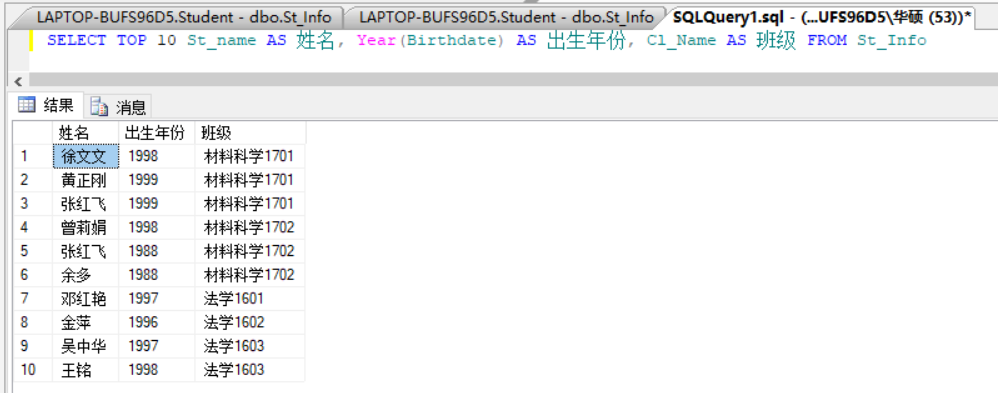 LAPTOP-BUFS96D5.Student - dbo.St_Info LAPTOP-BUFS96D5.Student - dbo.St_Info SQLQuery1.sql - (...UFS96D5\华硕 (53))*
SELECT TOP 10 St_name AS 姓名, Year(Birthdate) AS 出生年份, Cl_Name AS 班级 FROM St_Info
结果 消息
姓名 出生年份 班级
1 徐文文 1998 材料科学1701
2 黄正刚 1999 材料科学1701
3 张红飞 1999 材料科学1701
4 曾莉娟 1998 材料科学1702
5 张红飞 1988 材料科学1702
6 余多 1988 材料科学1702
7 邓红艳 1997 法学1601
8 金萍 1996 法学1602
9 吴中华 1997 法学1603
10 王铭 1998 法学1603